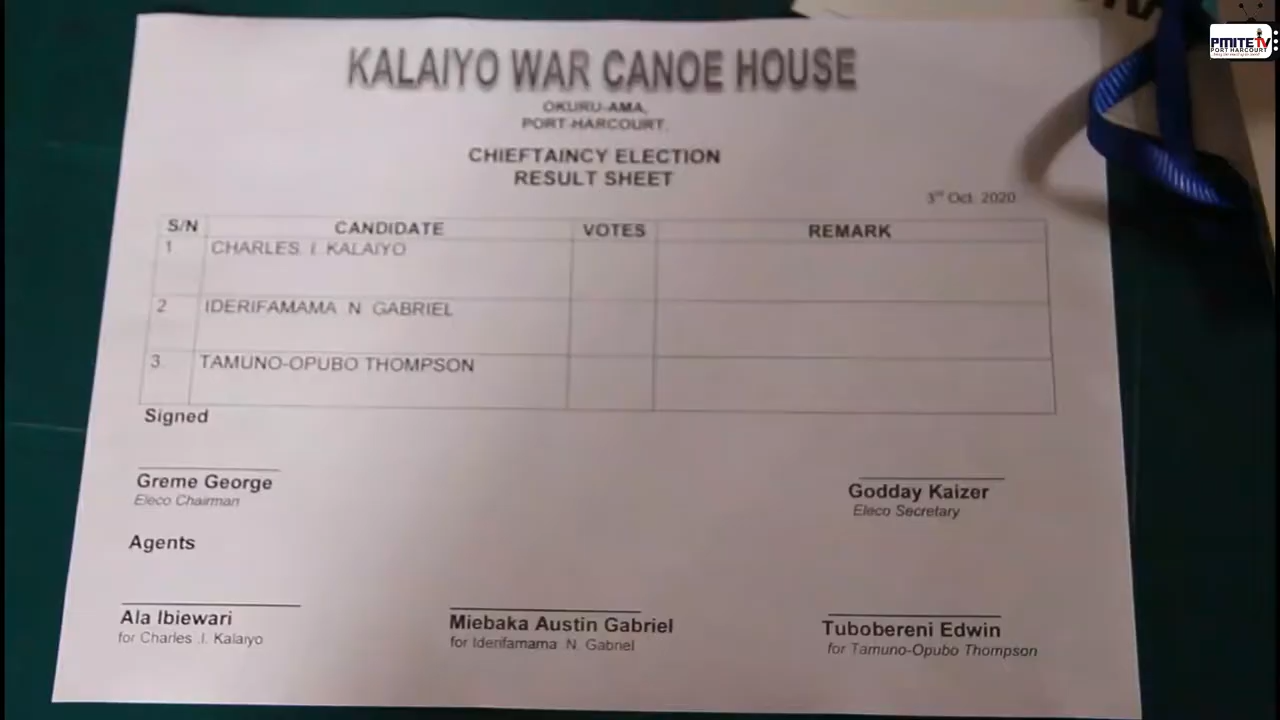 PMITE TV
PORT HARCOURT
KALAIYO WAR CANOE HOUSE
OKURU-AMA,
PORT-HARCOURT.
CHIEFTAINCY ELECTION
RESULT SHEET
3rd Oct. 2020
S/N CANDIDATE VOTES REMARK
1 CHARLES. I. KALAIYO
2 IDERIFAMAMA N GABRIEL
3 TAMUNO-OPUBO THOMPSON
Signed
Greme George
Eleco Chairman
Godday Kaizer
Eleco Secretary
Agents
Ala Ibiewari
for Charles .I. Kalaiyo
Miebaka Austin Gabriel
for Iderifamama N. Gabriel
Tubobereni Edwin
for Tamuno-Opubo Thompson